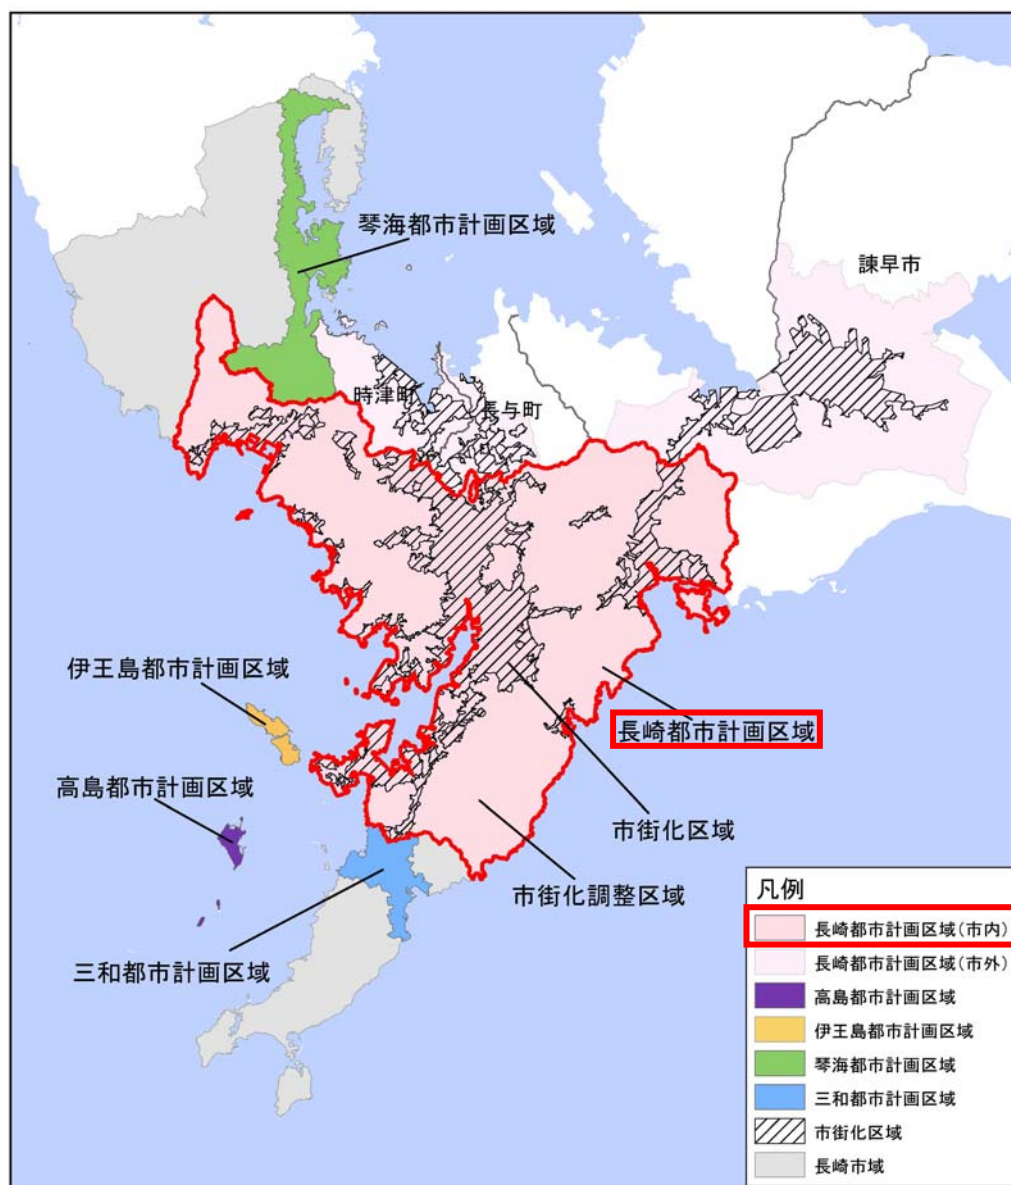 琴海都市計画区域
諫早市
時津町
長与町
伊王島都市計画区域
長崎都市計画区域
高島都市計画区域
市街化区域
市街化調整区域
三和都市計画区域
凡例
長崎都市計画区域(市内)
長崎都市計画区域(市外)
高島都市計画区域
伊王島都市計画区域
琴海都市計画区域
三和都市計画区域
市街化区域
長崎市域